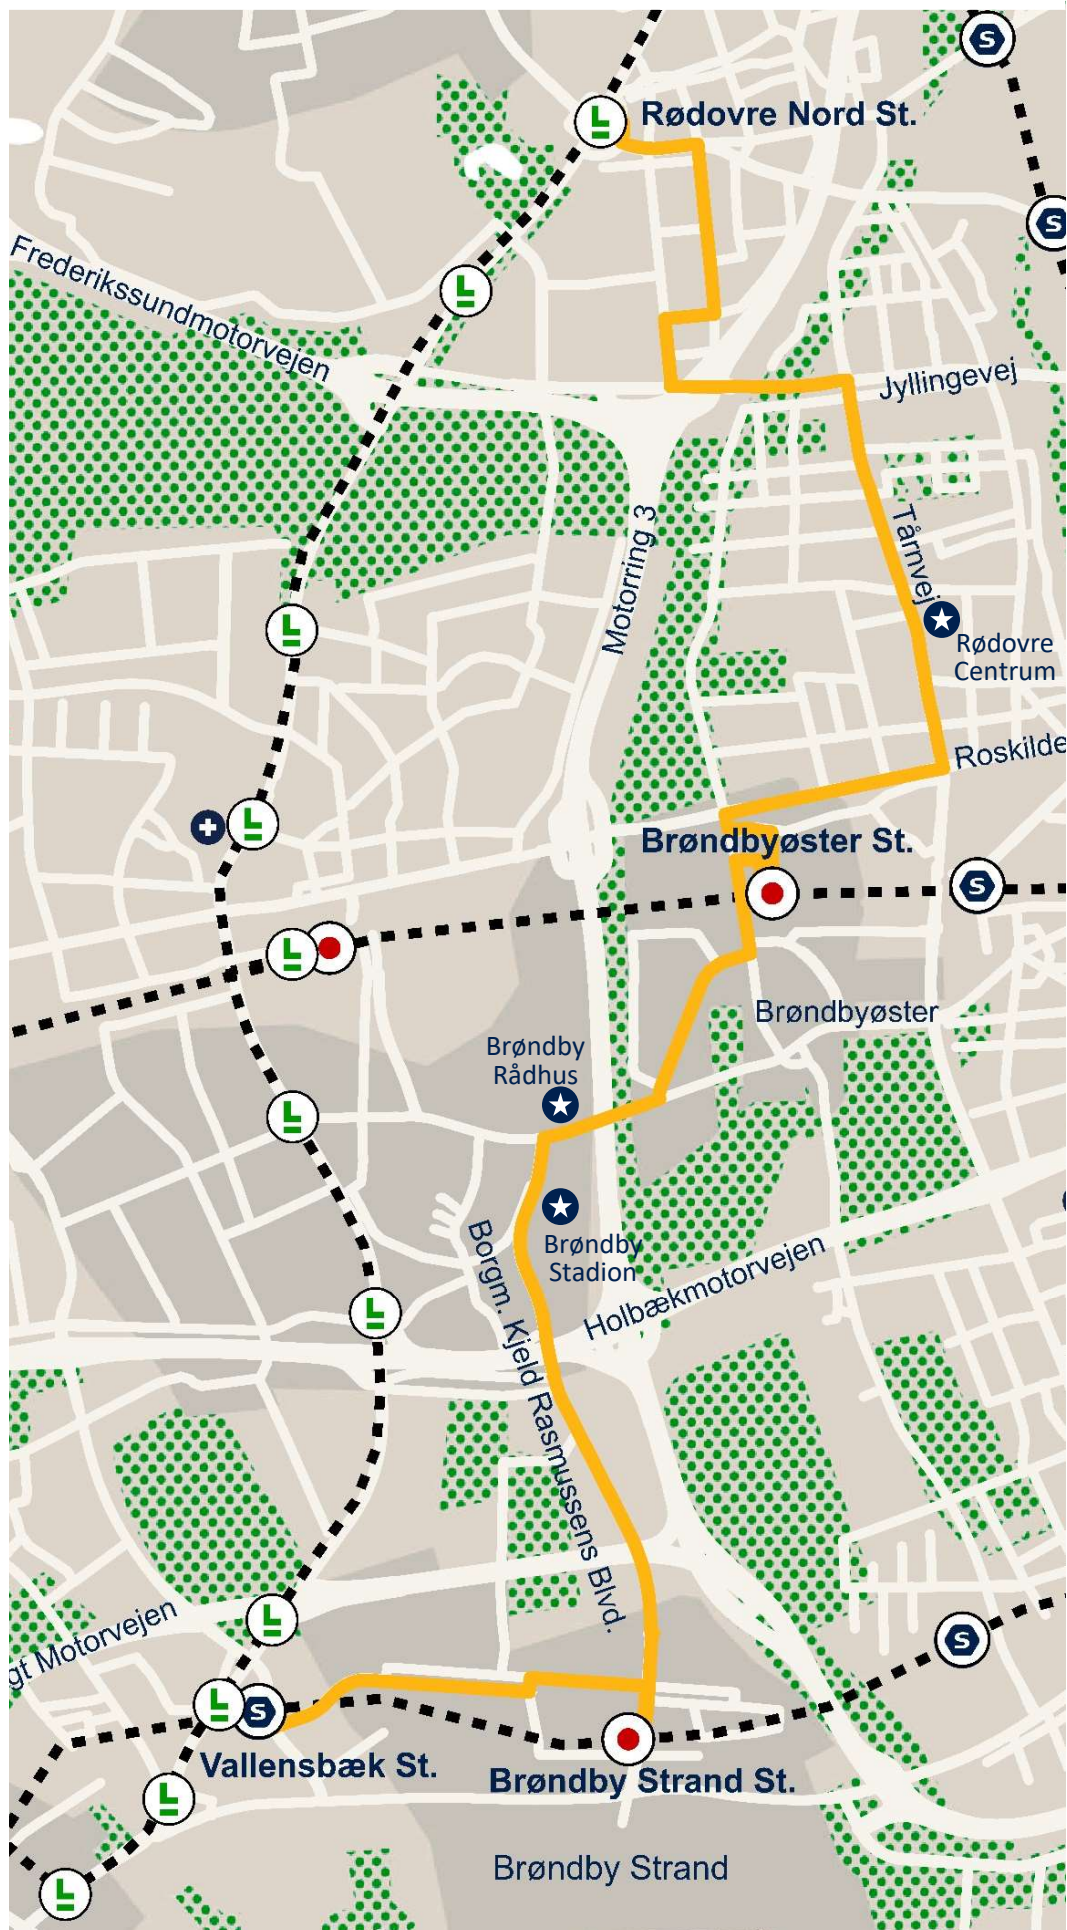 S
L
Rødovre Nord St.
S
Frederikssundmotorvejen
L
Jyllingevej
Tårnvej
Motorring 3
L
Rødovre
Centrum
Roskilde
L
Brøndbyøster St.
S
L
Brøndbyøster
Brøndby
Rådhus
L
Brøndby
Stadion
Borgm. Kjeld Rasmussens Blvd.
Holbækmotorvejen
L
L
gt Motorvejen
S
L
S
Vallensbæk St.
Brøndby Strand St.
L
Brøndby Strand
L